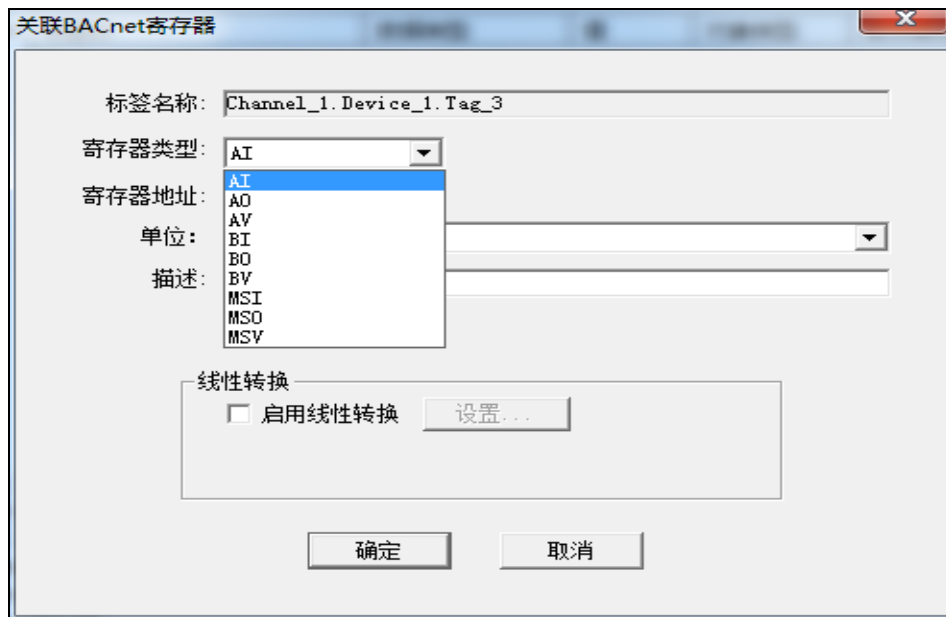 关联BACnet寄存器
标签名称: Channel_1.Device_1.Tag_3
寄存器类型: AI
寄存器地址:
AI
AO
AV
BI
BO
BV
MSI
MSO
MSV
单位:
描述:
线性转换
启用线性转换 设置...
确定 取消